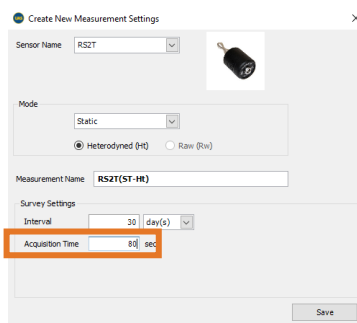 Create New Measurement Settings
Sensor Name RS2T
Mode
Static
Heterodyned (Ht) Raw (Rw)
Measurement Name RS2T(ST-Ht)
Survey Settings
Interval 30 day(s)
Acquisition Time 80 sec
Save